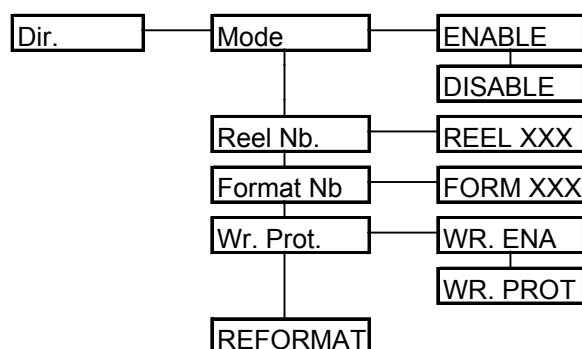 Dir.
Mode
ENABLE
DISABLE
Reel Nb.
REEL XXX
Format Nb
FORM XXX
Wr. Prot.
WR. ENA
WR. PROT
REFORMAT